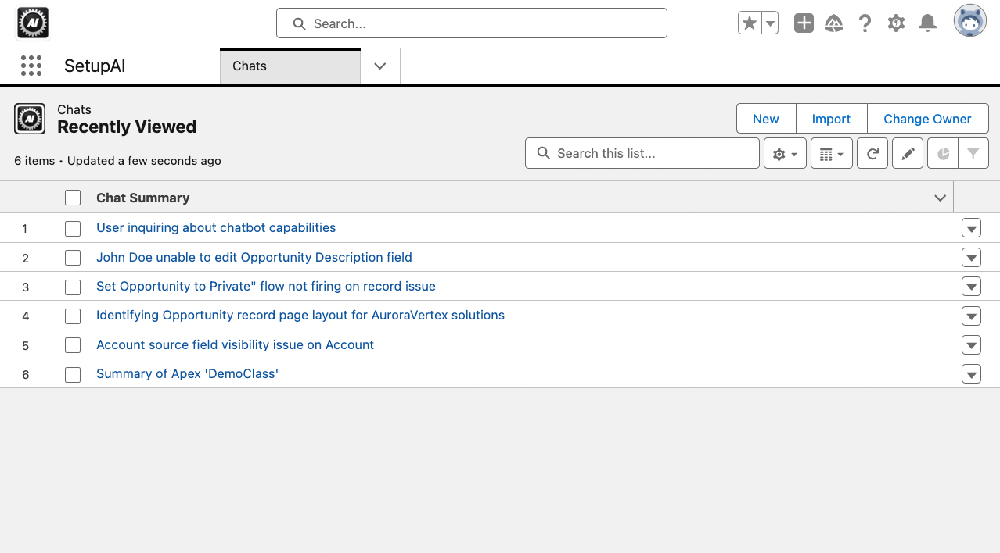 AI
Search...
SetupAI
Chats
AI
Chats
Recently Viewed
New
Import
Change Owner
6 items • Updated a few seconds ago
Search this list...
Chat Summary
1 User inquiring about chatbot capabilities
2 John Doe unable to edit Opportunity Description field
3 Set Opportunity to Private" flow not firing on record issue
4 Identifying Opportunity record page layout for AuroraVertex solutions
5 Account source field visibility issue on Account
6 Summary of Apex 'DemoClass'